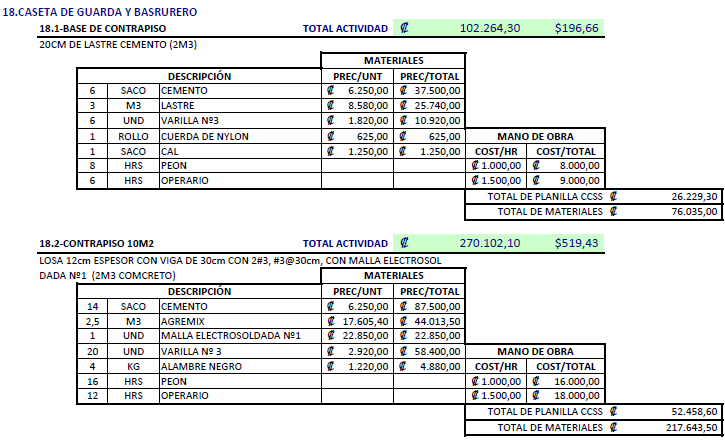 18.CASETA DE GUARDA Y BASRURERO
18.1-BASE DE CONTRAPISO TOTAL ACTIVIDAD ₡ 102.264,30 $196,66
20CM DE LASTRE CEMENTO (2M3)
MATERIALES
DESCRIPCIÓN PREC/UNT PREC/TOTAL
6 SACO CEMENTO ₡ 6.250,00 ₡ 37.500,00
3 M3 LASTRE ₡ 8.580,00 ₡ 25.740,00
6 UND VARILLA Nº3 ₡ 1.820,00 ₡ 10.920,00
1 ROLLO CUERDA DE NYLON ₡ 625,00 ₡ 625,00 MANO DE OBRA
1 SACO CAL ₡ 1.250,00 ₡ 1.250,00 COST/HR COST/TOTAL
8 HRS PEON ₡ 1.000,00 ₡ 8.000,00
6 HRS OPERARIO ₡ 1.500,00 ₡ 9.000,00
TOTAL DE PLANILLA CCSS ₡ 26.229,30
TOTAL DE MATERIALES ₡ 76.035,00
18.2-CONTRAPISO 10M2 TOTAL ACTIVIDAD ₡ 270.102,10 $519,43
LOSA 12cm ESPESOR CON VIGA DE 30cm CON 2#3, #3@30cm, CON MALLA ELECTROSOL
DADA Nº1 (2M3 COMCRETO) MATERIALES
DESCRIPCIÓN PREC/UNT PREC/TOTAL
14 SACO CEMENTO ₡ 6.250,00 ₡ 87.500,00
2,5 M3 AGREMIX ₡ 17.605,40 ₡ 44.013,50
1 UND MALLA ELECTROSOLDADA Nº1 ₡ 22.850,00 ₡ 22.850,00
20 UND VARILLA Nº 3 ₡ 2.920,00 ₡ 58.400,00 MANO DE OBRA
4 KG ALAMBRE NEGRO ₡ 1.220,00 ₡ 4.880,00 COST/HR COST/TOTAL
16 HRS PEON ₡ 1.000,00 ₡ 16.000,00
12 HRS OPERARIO ₡ 1.500,00 ₡ 18.000,00
TOTAL DE PLANILLA CCSS ₡ 52.458,60
TOTAL DE MATERIALES ₡ 217.643,50